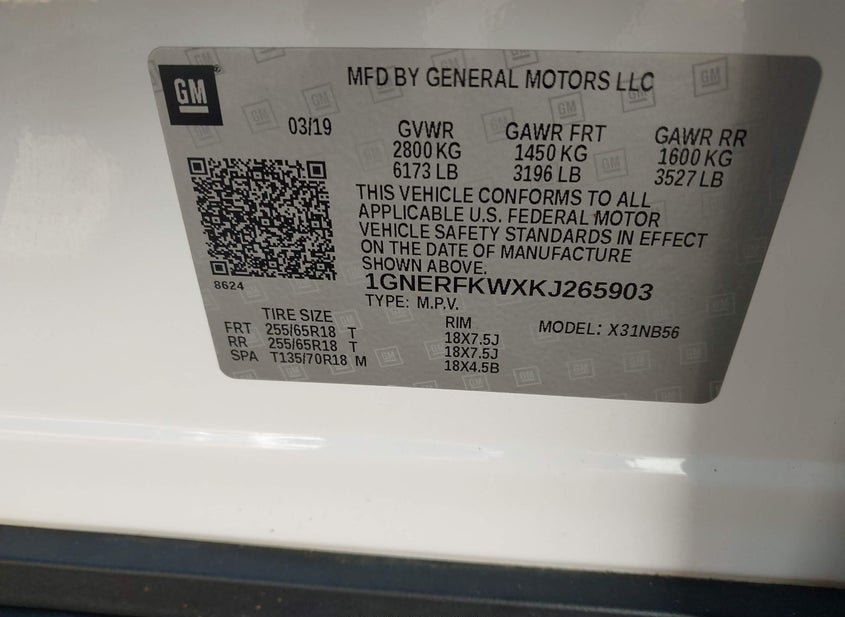 GM
MFD BY GENERAL MOTORS LLC
03/19
GVWR
2800 KG
6173 LB
GAWR FRT
1450 KG
3196 LB
GAWR RR
1600 KG
3527 LB
THIS VEHICLE CONFORMS TO ALL
APPLICABLE U.S. FEDERAL MOTOR
VEHICLE SAFETY STANDARDS IN EFFECT
ON THE DATE OF MANUFACTURE
SHOWN ABOVE.
8624
1GNERFKWXKJ265903
TYPE: M.P.V.
TIRE SIZE
RIM
MODEL: X31NB56
FRT 255/65R18 T 18X7.5J
RR 255/65R18 T 18X7.5J
SPA T135/70R18 M 18X4.5B